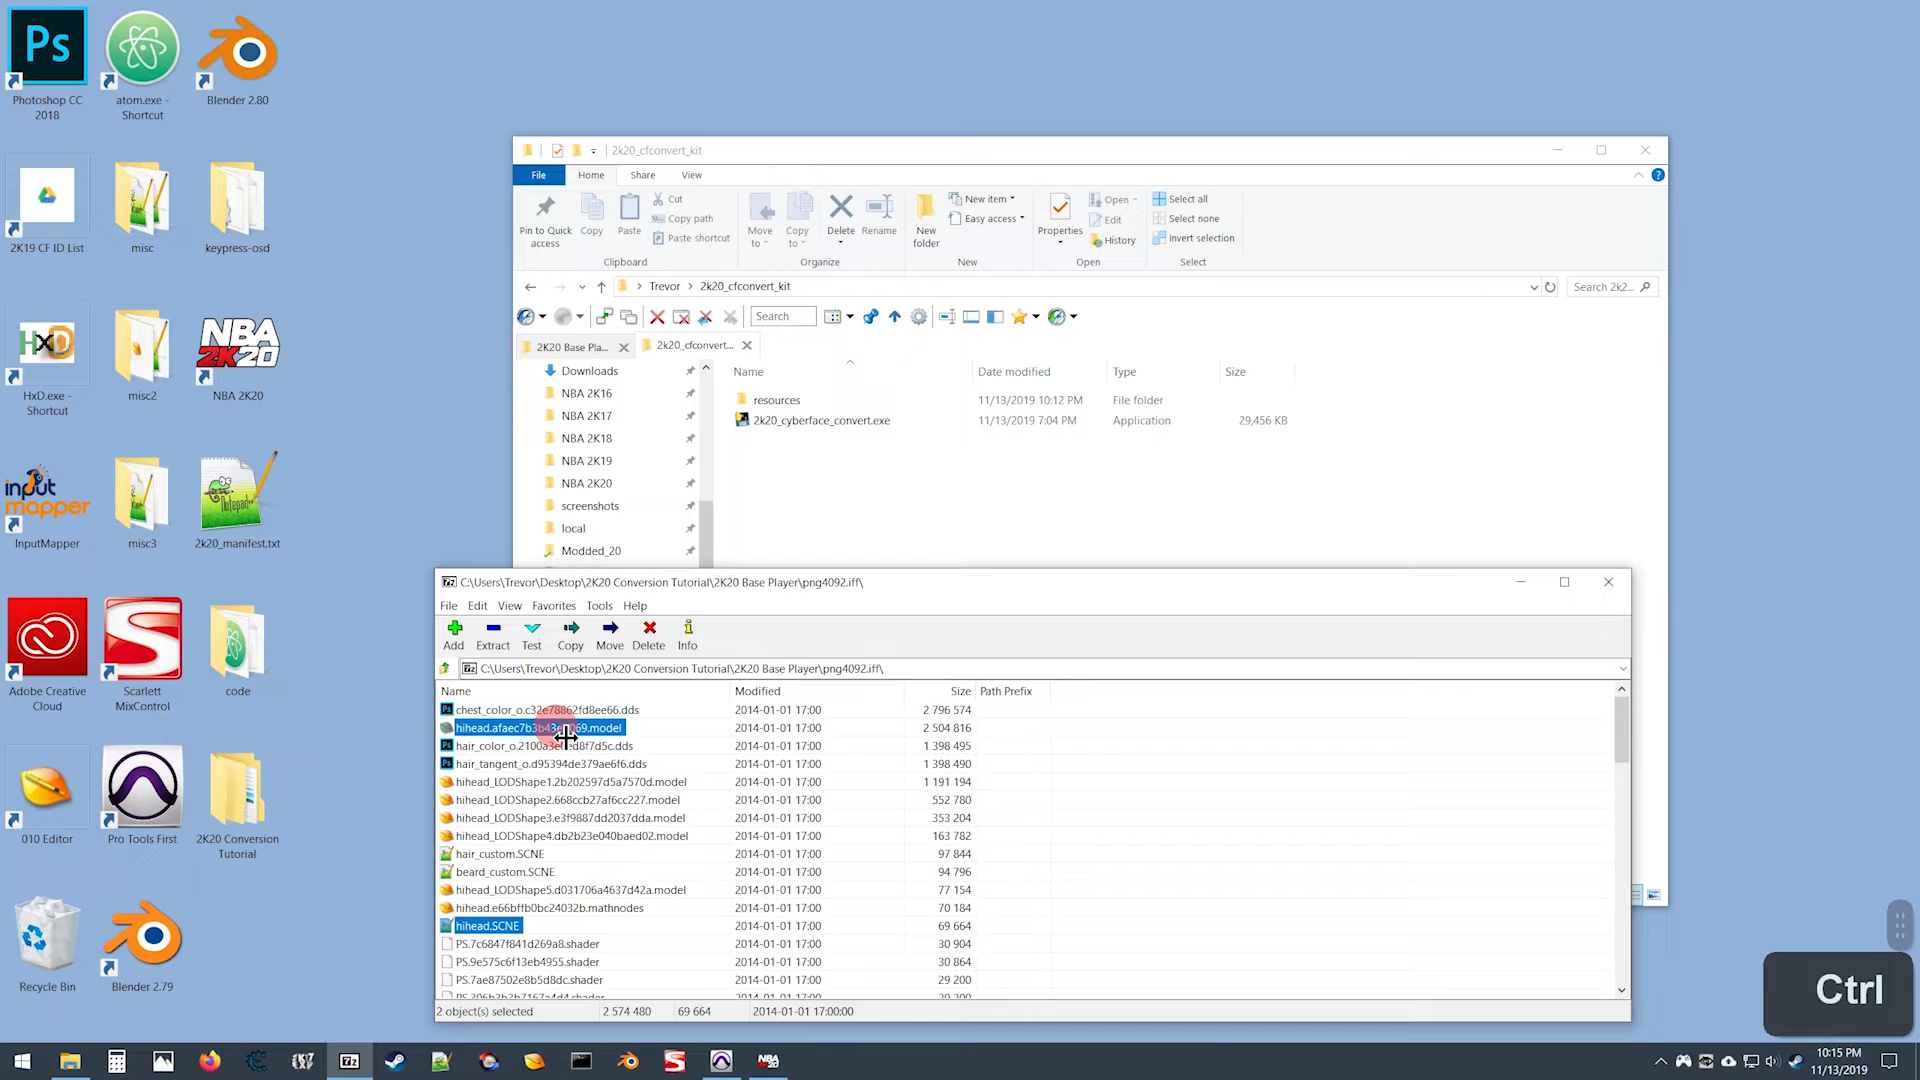 Ps
Photoshop CC
2018
atom.exe -
Shortcut
Blender 2.80
2K19 CF ID List
misc
keypress-osd
HxD
HxD.exe -
Shortcut
misc2
NBA
2K20
NBA 2K20
input
mapper
InputMapper
misc3
Notepad++
2k20_manifest.txt
Adobe Creative
Cloud
Scarlett
MixControl
code
010 Editor
Pro Tools First
2K20 Conversion
Tutorial
Recycle Bin
Blender 2.79
2k20_cfconvert_kit
File
Home
Share
View
Pin to Quick
access
Copy
Paste
Cut
Copy path
Paste shortcut
Clipboard
Move
to
Copy
to
Delete
Rename
Organize
New
folder
New item
Easy access
New
Properties
Open
Edit
History
Open
Select all
Select none
Invert selection
Select
Trevor
2k20_cfconvert_kit
Search 2k2...
Search
2K20 Base Pla...
2k20_cfconvert...
Downloads
NBA 2K16
NBA 2K17
NBA 2K18
NBA 2K19
NBA 2K20
screenshots
local
Modded_20
Name Date modified Type Size
resources 11/13/2019 10:12 PM File folder
2k20_cyberface_convert.exe 11/13/2019 7:04 PM Application 29,456 KB
7z C:\Users\Trevor\Desktop\2K20 Conversion Tutorial\2K20 Base Player\png4092.iff\
File Edit View Favorites Tools Help
Add Extract Test Copy Move Delete Info
7z C:\Users\Trevor\Desktop\2K20 Conversion Tutorial\2K20 Base Player\png4092.iff\
Name Modified Size Path Prefix
chest_color_o.c32e78862fd8ee66.dds 2014-01-01 17:00 2 796 574
2014-01-01 17:00 2 504 816
2014-01-01 17:00 1 398 495
hair_tangent_o.d95394de379ae6f6.dds 2014-01-01 17:00 1 398 490
hihead_LODShape1.2b202597d5a7570d.model 2014-01-01 17:00 1 191 194
hihead_LODShape2.668ccb27af6cc227.model 2014-01-01 17:00 552 780
hihead_LODShape3.e3f9887dd2037dda.model 2014-01-01 17:00 353 204
hihead_LODShape4.db2b23e040baed02.model 2014-01-01 17:00 163 782
hair_custom.SCNE 2014-01-01 17:00 97 844
beard_custom.SCNE 2014-01-01 17:00 94 796
hihead_LODShape5.d031706a4637d42a.model 2014-01-01 17:00 77 154
hihead.e66bffb0bc24032b.mathnodes 2014-01-01 17:00 70 184
hihead.SCNE 2014-01-01 17:00 69 664
PS.7c6847f841d269a8.shader 2014-01-01 17:00 30 904
PS.9e575c6f13eb4955.shader 2014-01-01 17:00 30 864
PS.7ae87502e8b5d8dc.shader 2014-01-01 17:00 29 200
2014-01-01 17:00 29 200
2 object(s) selected 2 574 480 69 664 2014-01-01 17:00:00
Ctrl
10:15 PM
11/13/2019